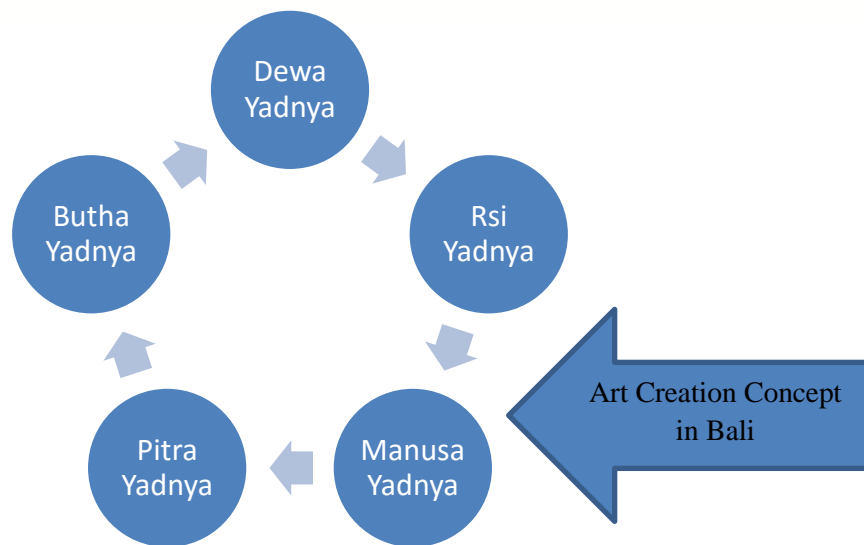 Dewa
Yadnya
Rsi
Yadnya
Manusa
Yadnya
Pitra
Yadnya
Butha
Yadnya
Art Creation Concept
in Bali